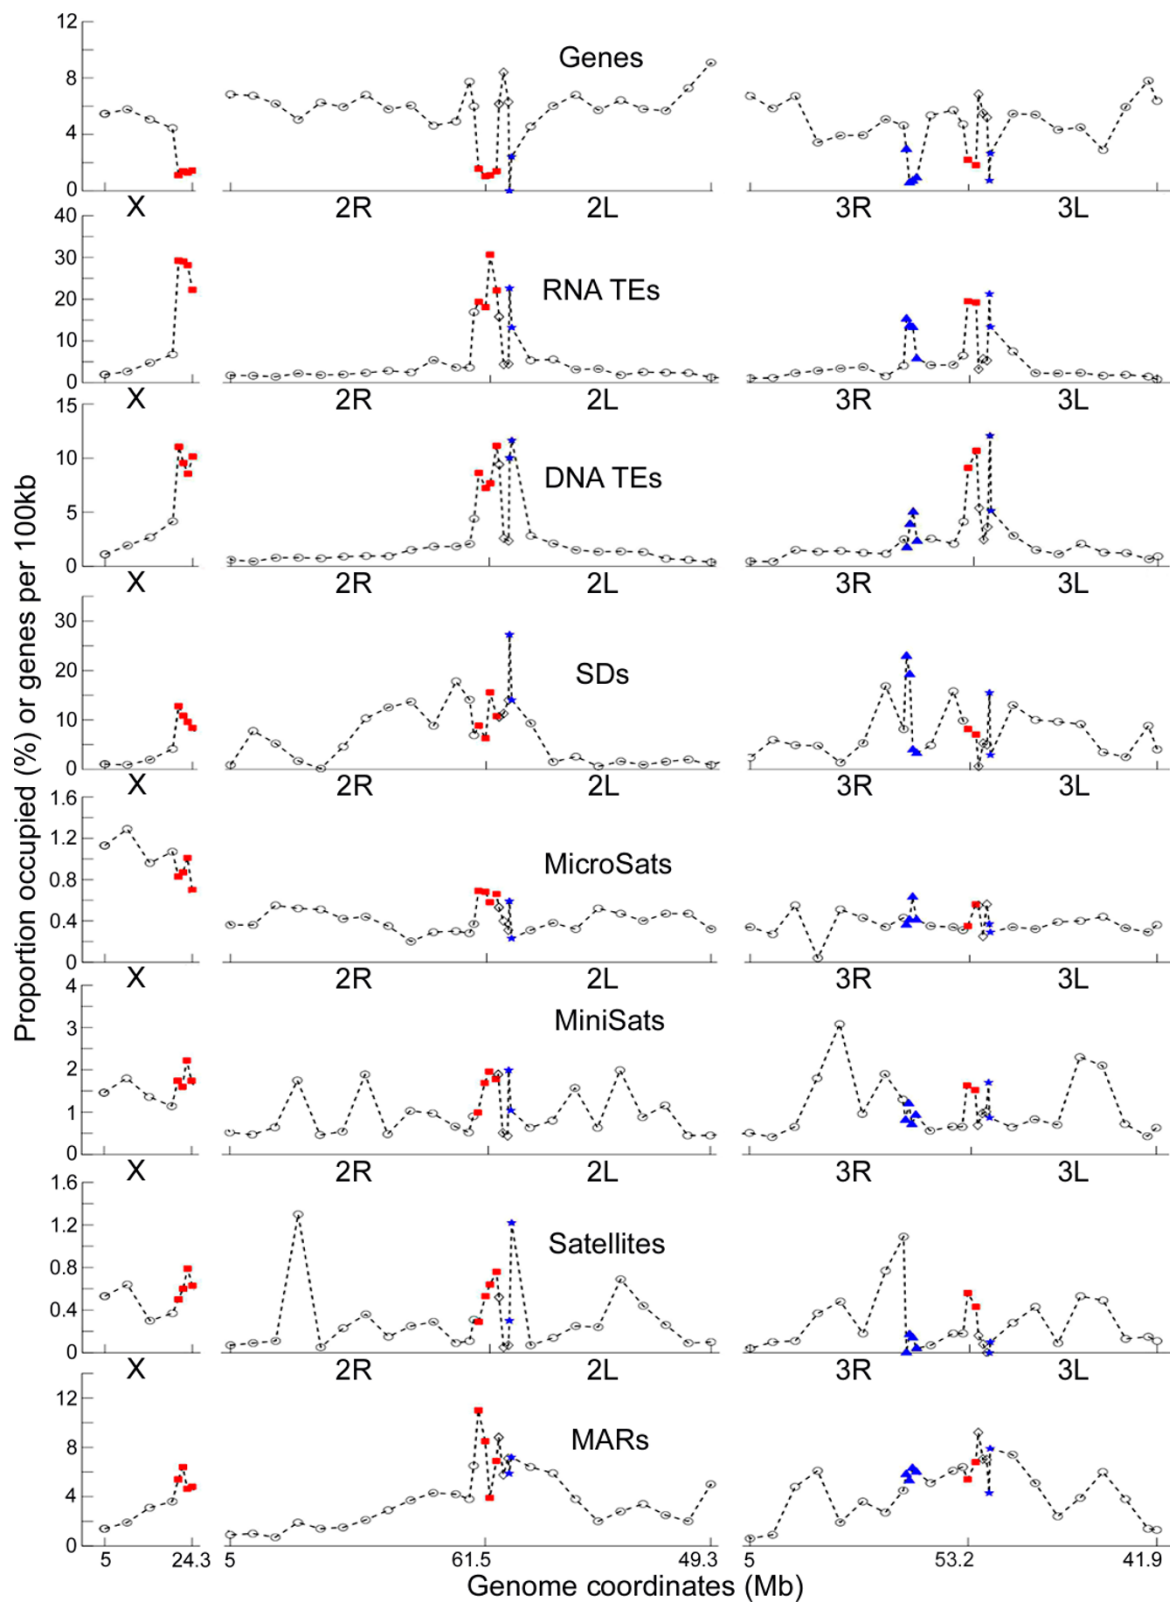 Proportion occupied (%) or genes per 100kb
12
8
4
0
Genes
X 2R 2L 3R 3L
40
30
20
10
0
RNA TEs
X 2R 2L 3R 3L
15
10
5
0
DNA TEs
X 2R 2L 3R 3L
30
20
10
0
SDs
X 2R 2L 3R 3L
1.6
1.2
0.8
0.4
0
MicroSats
X 2R 2L 3R 3L
4
3
2
1
0
MiniSats
X 2R 2L 3R 3L
1.6
1.2
0.8
0.4
0
Satellites
X 2R 2L 3R 3L
12
8
4
0
MARs
5 24.3 5 61.5 49.3 5 53.2 41.9
Genome coordinates (Mb)